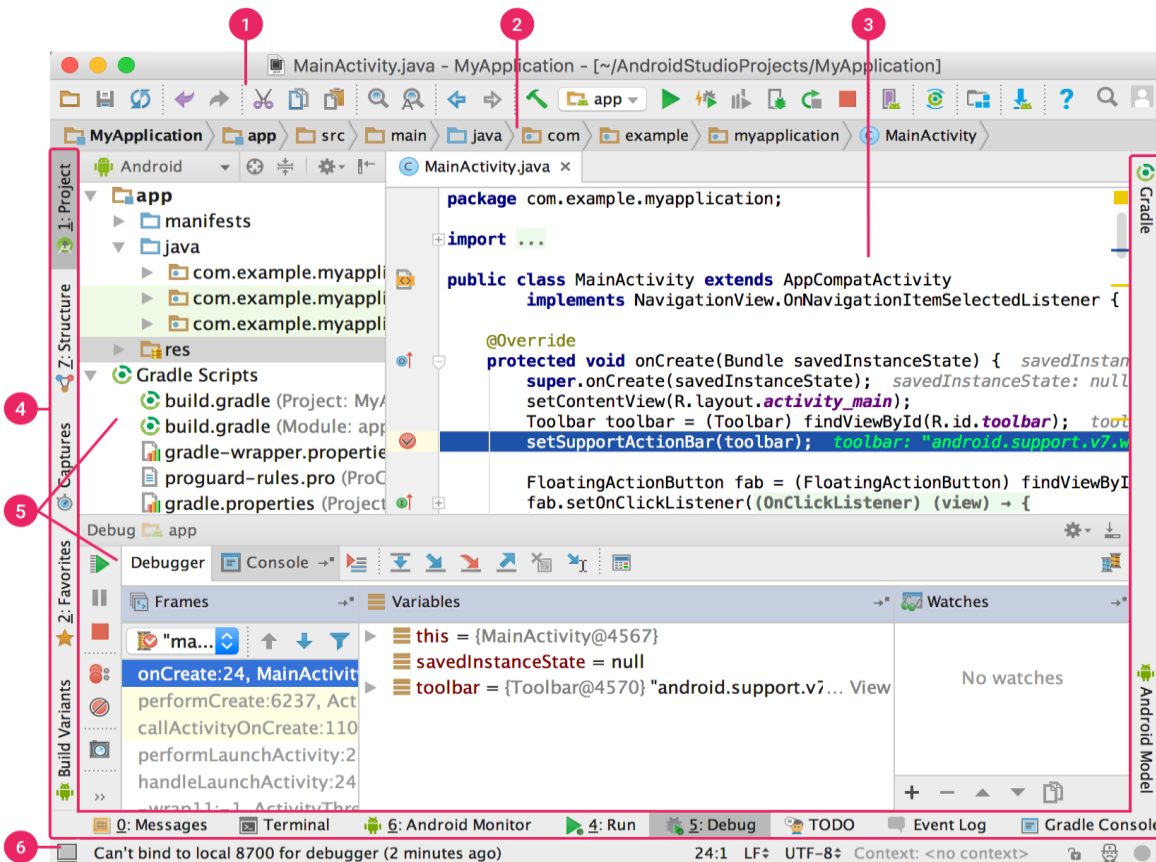 1
2
3
MainActivity.java - MyApplication - [~/AndroidStudioProjects/MyApplication]
app
?
MyApplication app src main java com example myapplication MainActivity
1: Project
Z: Structure
Captures
2: Favorites
Build Variants
4
5
6
Android
app
manifests
java
com.example.myappli
com.example.myappli
com.example.myappli
res
Gradle Scripts
build.gradle (Project: MyA
build.gradle (Module: app
gradle-wrapper.propertie
proguard-rules.pro (ProC
gradle.properties (Project
C MainActivity.java ×
package com.example.myapplication;
import ...
public class MainActivity extends AppCompatActivity
implements NavigationView.OnNavigationItemSelectedListener {
@Override
protected void onCreate(Bundle savedInstanceState) { savedInstan
super.onCreate(savedInstanceState); savedInstanceState: null
setContentView(R.layout.activity_main);
Toolbar toolbar = (Toolbar) findViewById(R.id.toolbar); tool
setSupportActionBar(toolbar); toolbar: "android.support.v7.w
FloatingActionButton fab = (FloatingActionButton) findViewByI
fab.setOnClickListener((OnClickListener) (view) → {
Gradle
Android Model
Debug app
Debugger Console
Frames
"ma...
onCreate:24, MainActivit
performCreate:6237, Act
callActivityOnCreate:110
performLaunchActivity:2
handleLaunchActivity:24
-wrap11:-1, ActivityThre
Variables
this = {MainActivity@4567}
savedInstanceState = null
toolbar = {Toolbar@4570} "android.support.v7... View
Watches
No watches
0: Messages Terminal 6: Android Monitor 4: Run 5: Debug TODO Event Log Gradle Console
Can't bind to local 8700 for debugger (2 minutes ago) 24:1 LF UTF-8 Context: <no context>